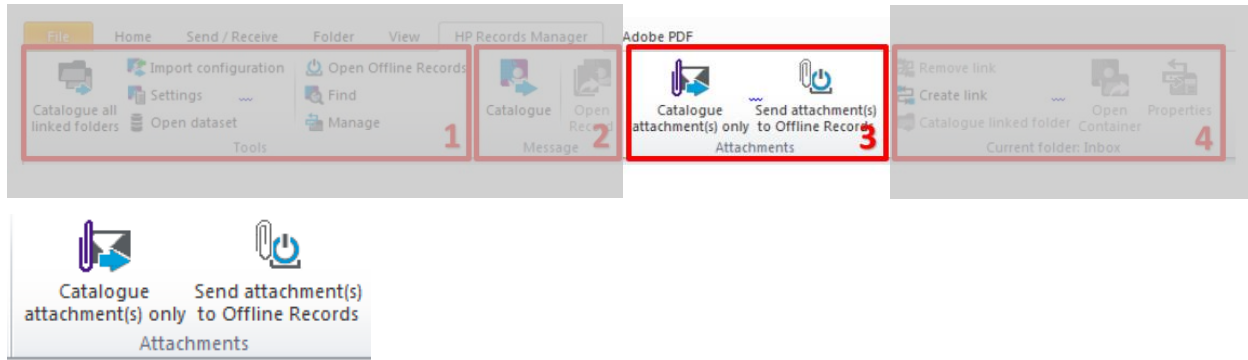 File Home Send / Receive Folder View HP Records Manager Adobe PDF
Import configuration Open Offline Records
Settings Find
Catalogue all
linked folders
Open dataset Manage
Tools 1
Catalogue Open
Record
Message 2
Catalogue Send attachment(s)
attachment(s) only to Offline Records
Attachments 3
Remove link
Create link
Catalogue linked folder
Open
Container
Properties
Current folder: Inbox 4
Catalogue Send attachment(s)
attachment(s) only to Offline Records
Attachments